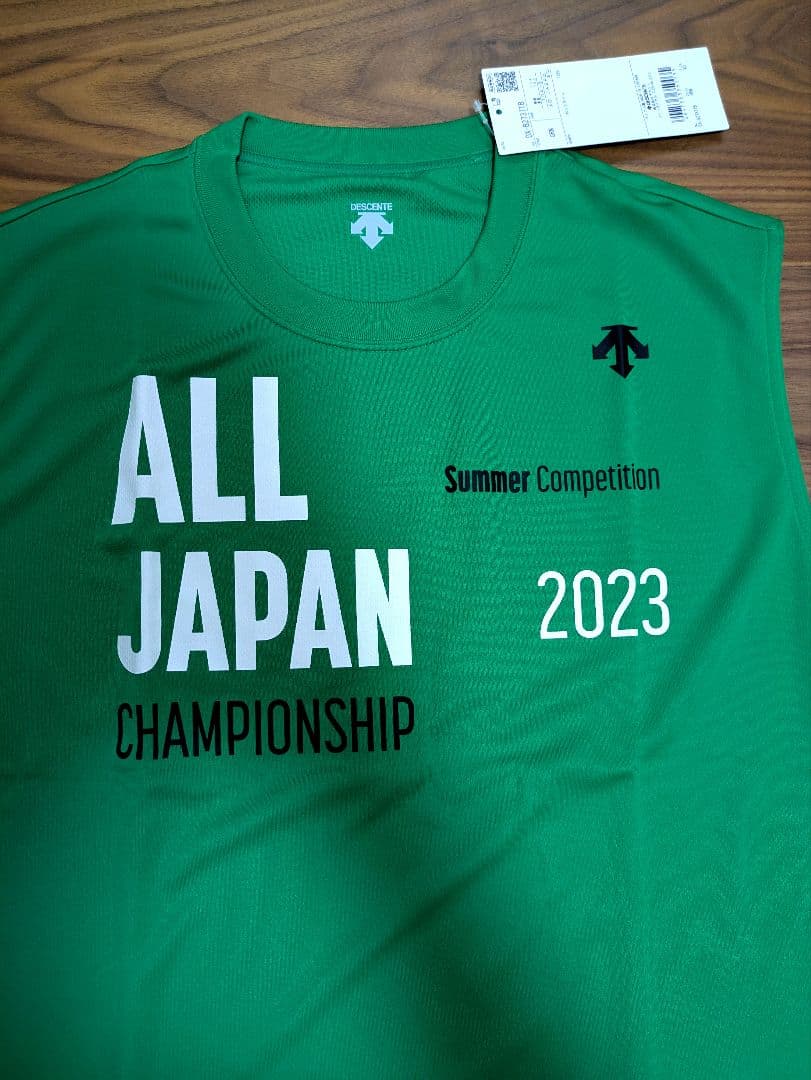 DESCENTE
ALL
JAPAN
CHAMPIONSHIP
Summer Competition
2023